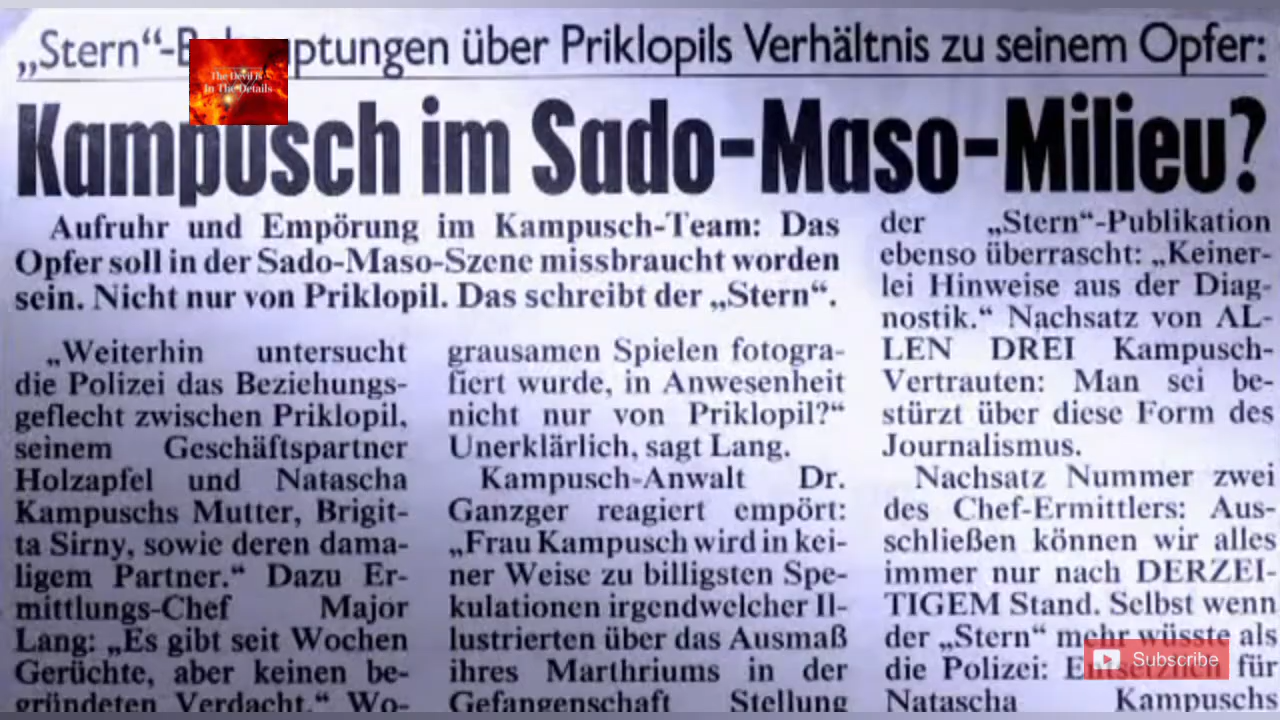 „Stern“-Behauptungen über Priklopils Verhältnis zu seinem Opfer:
The Devil Is
In The Details
Kampusch im Sado-Maso-Milieu?
Aufruhr und Empörung im Kampusch-Team: Das
Opfer soll in der Sado-Maso-Szene missbraucht worden
sein. Nicht nur von Priklopil. Das schreibt der „Stern“.
„Weiterhin untersucht
die Polizei das Beziehungs-
geflecht zwischen Priklopil,
seinem Geschäftspartner
Holzapfel und Natascha
Kampuschs Mutter, Brigit-
ta Sirny, sowie deren dama-
ligem Partner.“ Dazu Er-
mittlungs-Chef Major
Lang: „Es gibt seit Wochen
Gerüchte, aber keinen be-
gründeten Verdacht.“ Wo-
grausamen Spielen fotogra-
fiert wurde, in Anwesenheit
nicht nur von Priklopil?“
Unerklärlich, sagt Lang.
Kampusch-Anwalt Dr.
Ganzger reagiert empört:
„Frau Kampusch wird in kei-
ner Weise zu billigsten Spe-
kulationen irgendwelcher Il-
lustrierten über das Ausmaß
ihres Marthriums in der
Gefangenschaft Stellung
der „Stern“-Publikation
ebenso überrascht: „Keiner-
lei Hinweise aus der Diag-
nostik.“ Nachsatz von AL-
LEN DREI Kampusch-
Vertrauten: Man sei be-
stürzt über diese Form des
Journalismus.
Nachsatz Nummer zwei
des Chef-Ermittlers: Aus-
schließen können wir alles
immer nur nach DERZEI-
TIGEM Stand. Selbst wenn
der „Stern“ mehr wüsste als
die Polizei: Entsetzlich für
Natascha Kampuschs
Subscribe